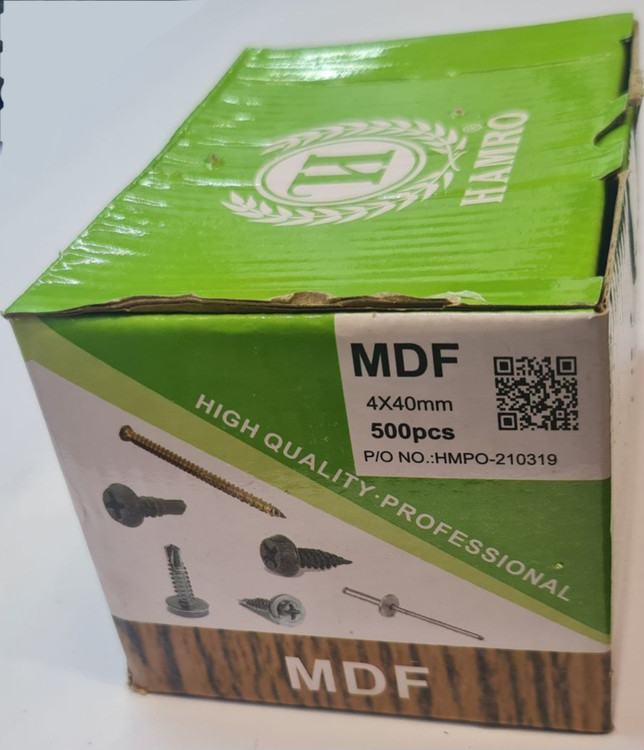 HAMRO
®
MDF
4X40mm
500pcs
P/O NO.:HMPO-210319
HIGH QUALITY·PROFESSIONAL
MDF